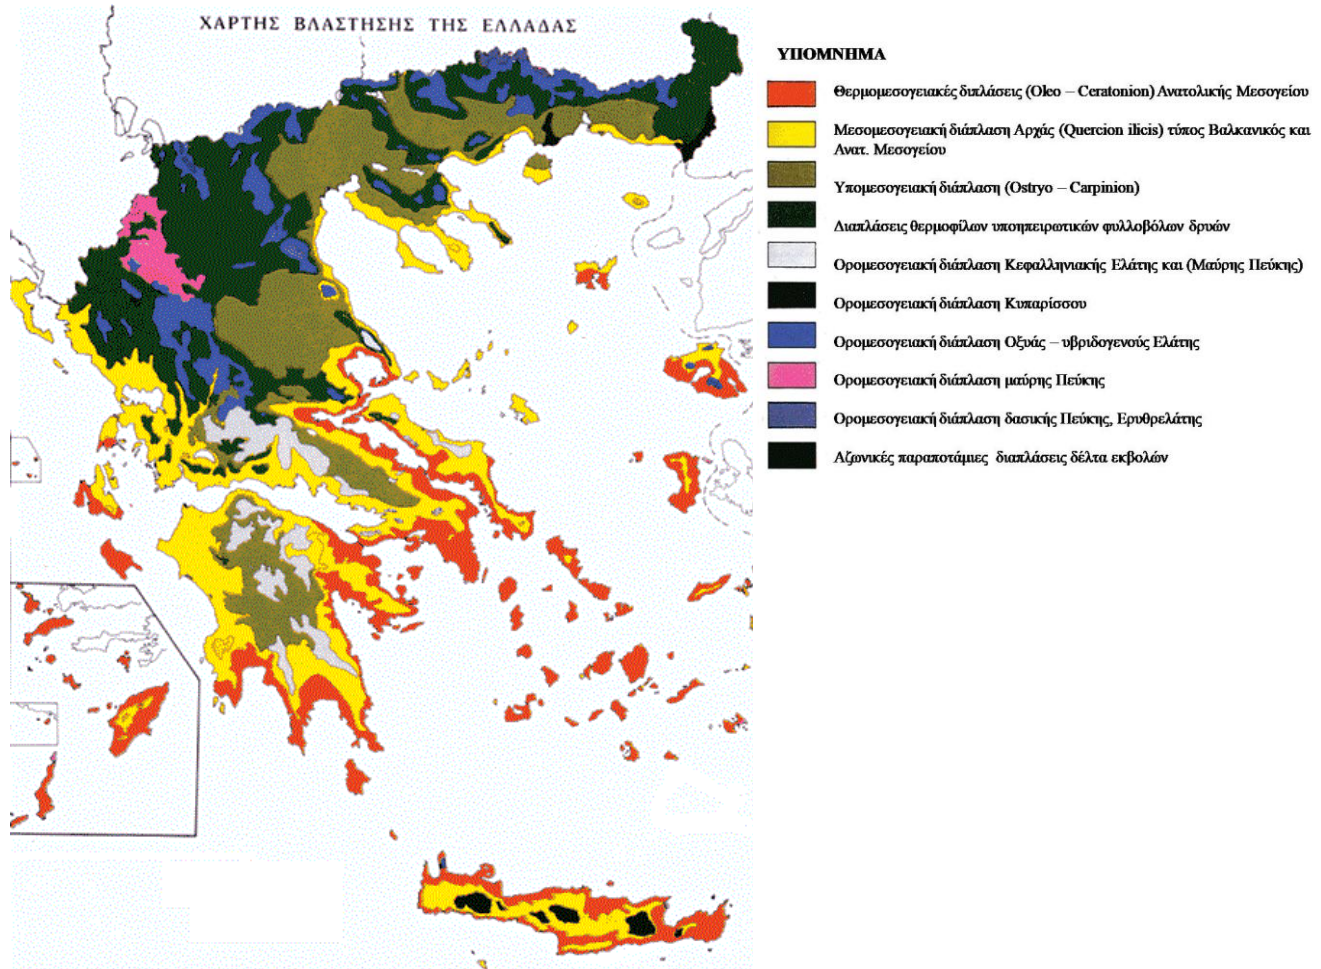 ΧΑΡΤΗΣ ΒΛΑΣΤΗΣΗΣ ΤΗΣ ΕΛΛΑΔΑΣ
ΥΠΟΜΝΗΜΑ
Θερμομεσογειακές διπλάσεις (Oleo – Ceratonion) Ανατολικής Μεσογείου
Μεσομεσογειακή διάπλαση Αρχάς (Quercion ilicis) τύπος Βαλκανικός και
Ανατ. Μεσογείου
Υπομεσογειακή διάπλαση (Ostryo – Carpinion)
Διαπλάσεις θερμοφίλων υποηπειρωτικών φυλλοβόλων δρυών
Ορομεσογειακή διάπλαση Κεφαλληνιακής Ελάτης και (Μαύρης Πεύκης)
Ορομεσογειακή διάπλαση Κυπαρίσσου
Ορομεσογειακή διάπλαση Οξυάς – υβριδογενούς Ελάτης
Ορομεσογειακή διάπλαση μαύρης Πεύκης
Ορομεσογειακή διάπλαση δασικής Πεύκης, Ερυθρελάτης
Αζωνικές παραποτάμιες διαπλάσεις δέλτα εκβολών